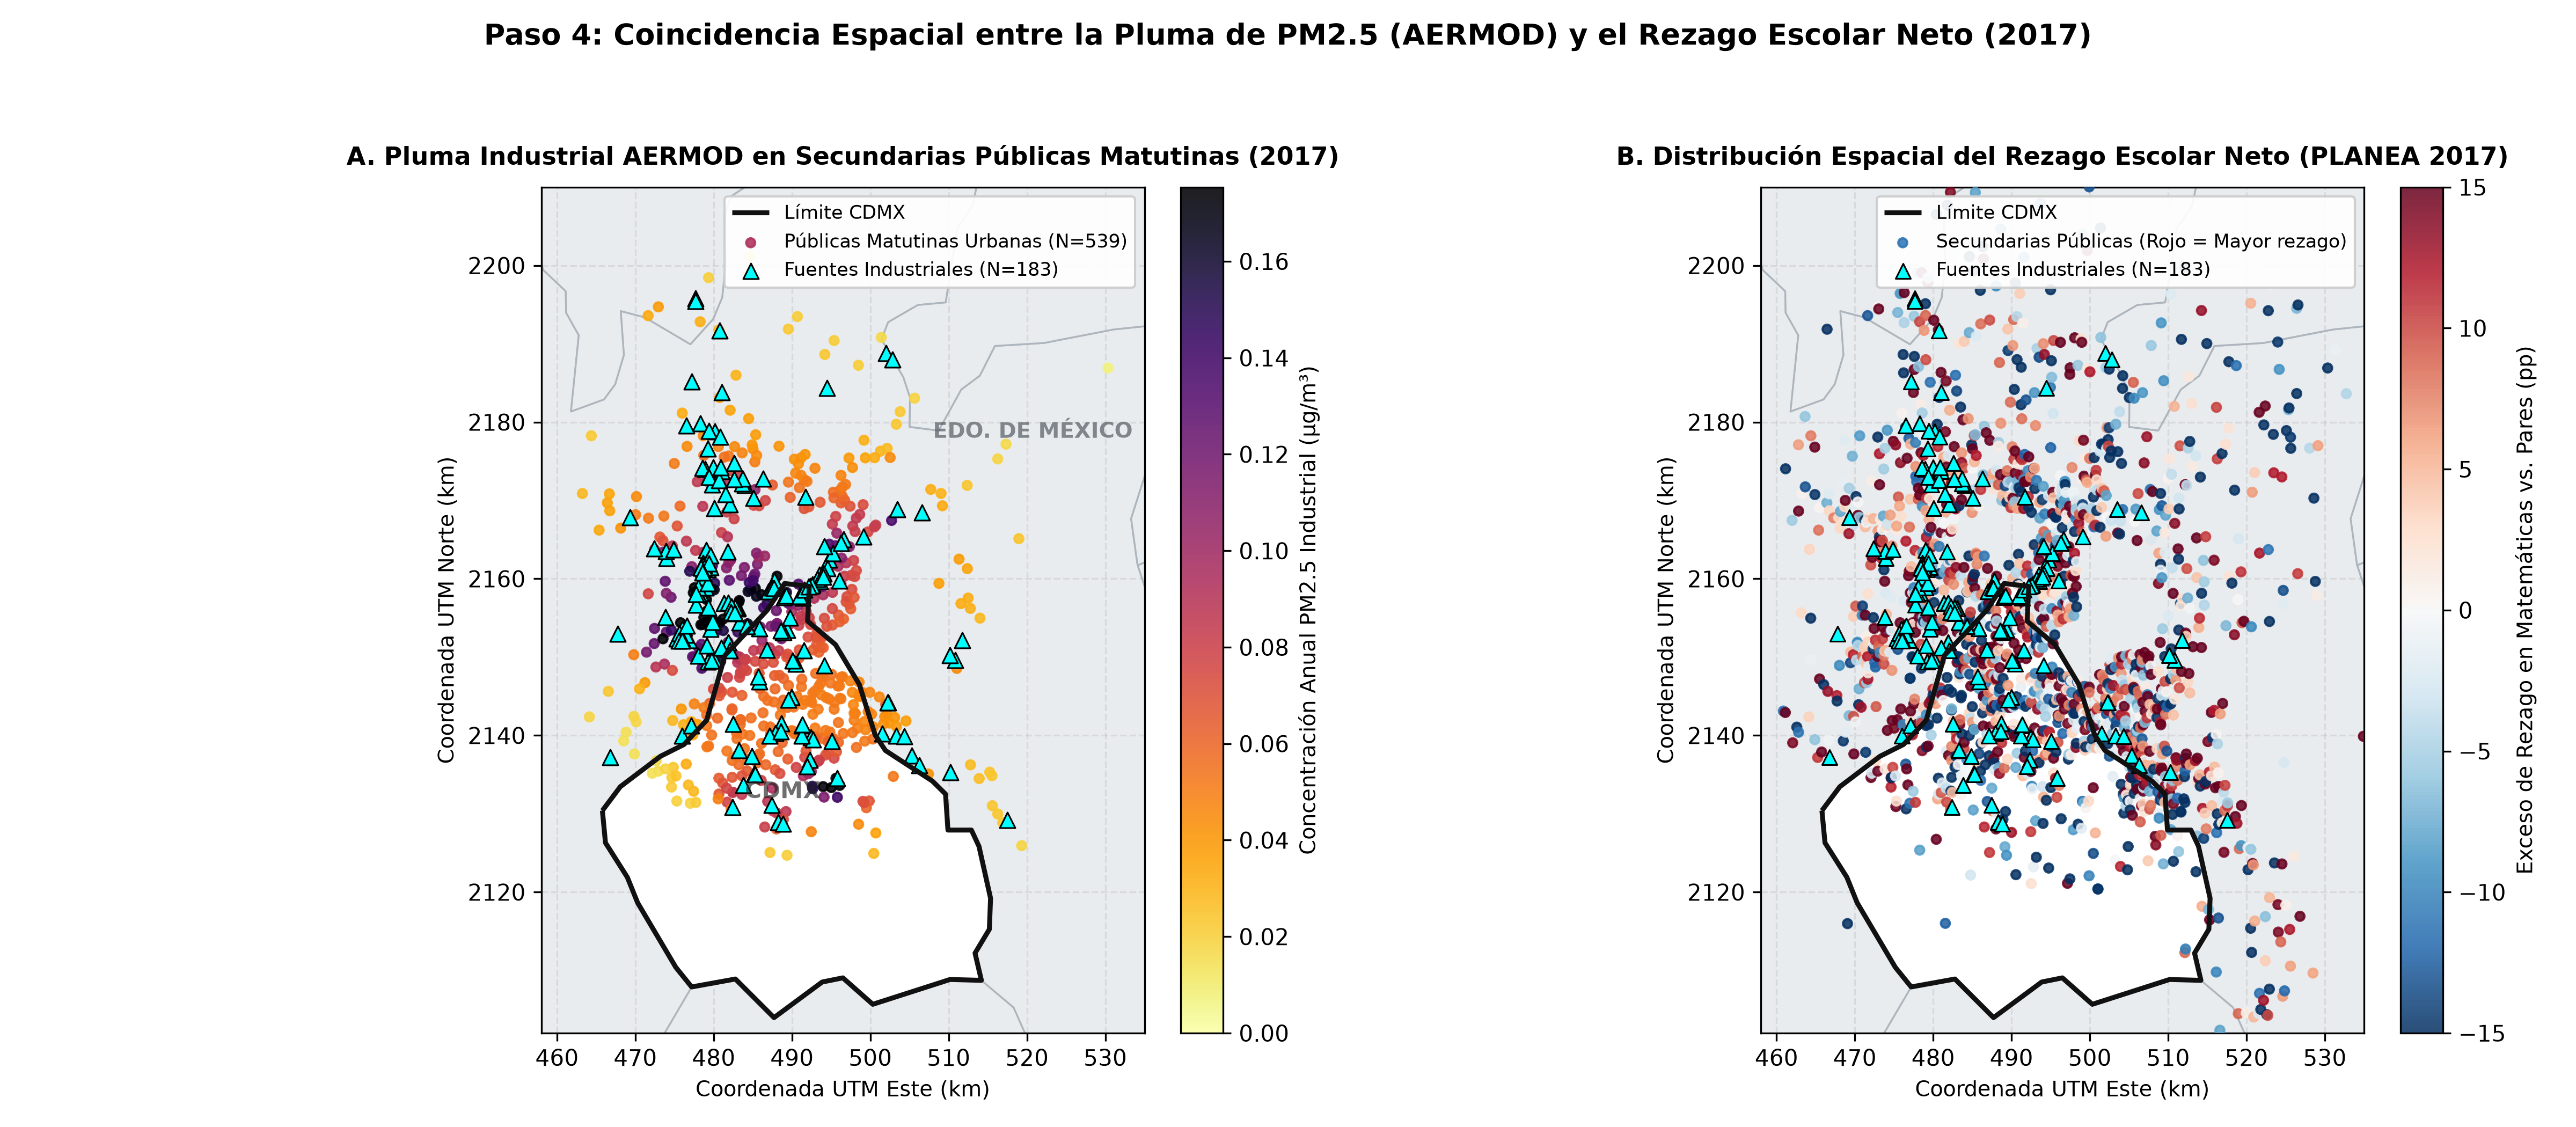 Paso 4: Coincidencia Espacial entre la Pluma de PM2.5 (AERMOD) y el Rezago Escolar Neto (2017)
A. Pluma Industrial AERMOD en Secundarias Públicas Matutinas (2017)
Límite CDMX
Públicas Matutinas Urbanas (N=539)
Fuentes Industriales (N=183)
EDO. DE MÉXICO
CDMX
2200
2180
2160
2140
2120
Coordenada UTM Norte (km)
460 470 480 490 500 510 520 530
Coordenada UTM Este (km)
0.16
0.14
0.12
0.10
0.08
0.06
0.04
0.02
0.00
Concentración Anual PM2.5 Industrial (µg/m³)
B. Distribución Espacial del Rezago Escolar Neto (PLANEA 2017)
Límite CDMX
Secundarias Públicas (Rojo = Mayor rezago)
Fuentes Industriales (N=183)
2200
2180
2160
2140
2120
Coordenada UTM Norte (km)
460 470 480 490 500 510 520 530
Coordenada UTM Este (km)
15
10
5
0
−5
−10
−15
Exceso de Rezago en Matemáticas vs. Pares (pp)